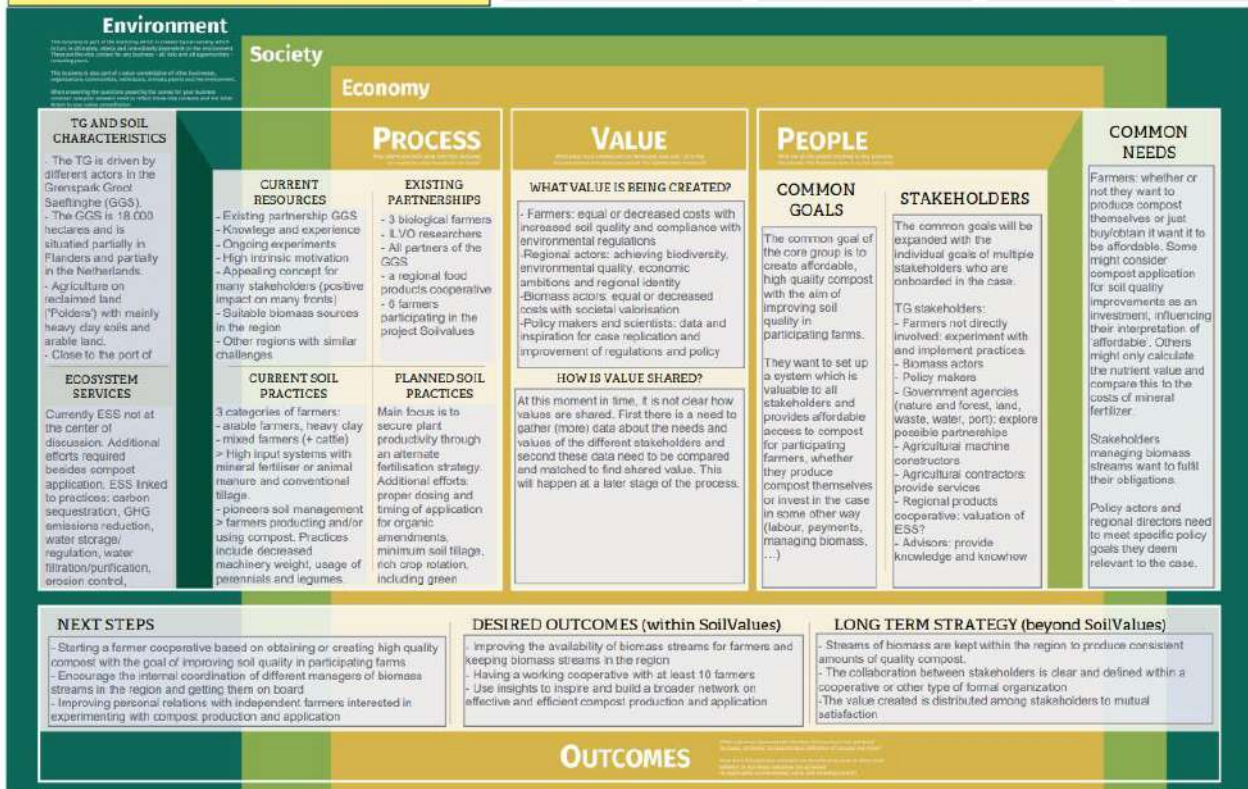 Environment
Society
Economy
TG AND SOIL
CHARACTERISTICS
- The TG is driven by
different actors in the
Grenspark Groot
Saeftinghe (GGS).
- The GGS is 18.000
hectares and is
situatied partially in
Flanders and partially
in the Netherlands.
- Agriculture on
reclaimed land
('Polders') with mainly
heavy clay soils and
arable land.
- Close to the port of
ECOSYSTEM
SERVICES
Currently ESS not at
the center of
discussion. Additional
efforts required
besides compost
application. ESS linked
to practices: carbon
sequestration, GHG
emissions reduction,
water storage/
regulation, water
filtration/purification,
erosion control,
PROCESS
CURRENT
RESOURCES
- Existing partnership GGS
- Knowlege and experience
- Ongoing experiments
- High intrinsic motivation
- Appealing concept for
many stakeholders (positive
impact on many fronts)
- Suitable biomass sources
in the region
- Other regions with similar
challenges
EXISTING
PARTNERSHIPS
- 3 biological farmers
- ILVO researchers
- All partners of the
GGS
- a regional food
products cooperative
- 6 farmers
participating in the
project Soilvalues
CURRENT SOIL
PRACTICES
3 categories of farmers:
- arable farmers, heavy clay
- mixed farmers (+ cattle)
> High input systems with
mineral fertiliser or animal
manure and conventional
tillage.
- pioneers soil management
> farmers producting and/or
using compost. Practices
include decreased
machinery weight, usage of
perennials and legumes.
PLANNED SOIL
PRACTICES
Main focus is to
secure plant
productivity through
an alternate
fertilisation strategy.
Additional efforts:
proper dosing and
timing of application
for organic
amendments,
minimum soil tillage,
rich crop rotation,
including green
VALUE
WHAT VALUE IS BEING CREATED?
- Farmers: equal or decreased costs with
increased soil quality and compliance with
environmental regulations
-Regional actors: achieving biodiversity,
environmental quality, economic
ambitions and regional identity
-Biomass actors: equal or decreased
costs with societal valorisation
-Policy makers and scientists: data and
inspiration for case replication and
improvement of regulations and policy
HOW IS VALUE SHARED?
At this moment in time, it is not clear how
values are shared. First there is a need to
gather (more) data about the needs and
values of the different stakeholders and
second these data need to be compared
and matched to find shared value. This
will happen at a later stage of the process.
PEOPLE
COMMON
GOALS
The common goal of
the core group is to
create affordable,
high quality compost
with the aim of
improving soil
quality in
participating farms.
They want to set up
a system which is
valuable to all
stakeholders and
provides affordable
access to compost
for participating
farmers, whether
they produce
compost themselves
or invest in the case
in some other way
(labour, payments,
managing biomass,
…)
STAKEHOLDERS
The common goals will be
expanded with the
individual goals of multiple
stakeholders who are
onboarded in the case.
TG stakeholders:
- Farmers not directly
involved: experiment with
and implement practices
- Biomass actors
- Policy makers
- Government agencies
(nature and forest, land,
waste, water, port): explore
possible partnerships
- Agricultural machine
constructors
- Agricultural contractors:
provide services
- Regional products
cooperative: valuation of
ESS?
- Advisors: provide
knowledge and knowhow
COMMON
NEEDS
Farmers: whether or
not they want to
produce compost
themselves or just
buy/obtain it want it to
be affordable. Some
might consider
compost application
for soil quality
improvements as an
investment, influencing
their interpretation of
'affordable'. Others
might only calculate
the nutrient value and
compare this to the
costs of mineral
fertilizer.
Stakeholders
managing biomass
streams want to fulfil
their obligations.
Policy actors and
regional directors need
to meet specific policy
goals they deem
relevant to the case.
NEXT STEPS
- Starting a farmer cooperative based on obtaining or creating high quality
compost with the goal of improving soil quality in participating farms
- Encourage the internal coordination of different managers of biomass
streams in the region and getting them on board
- Improving personal relations with independent farmers interested in
experimenting with compost production and application
DESIRED OUTCOMES (within SoilValues)
- Improving the availability of biomass streams for farmers and
keeping biomass streams in the region
- Having a working cooperative with at least 10 farmers
- Use insights to inspire and build a broader network on
effective and efficient compost production and application
LONG TERM STRATEGY (beyond SoilValues)
- Streams of biomass are kept within the region to produce consistent
amounts of quality compost.
- The collaboration between stakeholders is clear and defined within a
cooperative or other type of formal organization
-The value created is distributed among stakeholders to mutual
satisfaction
OUTCOMES